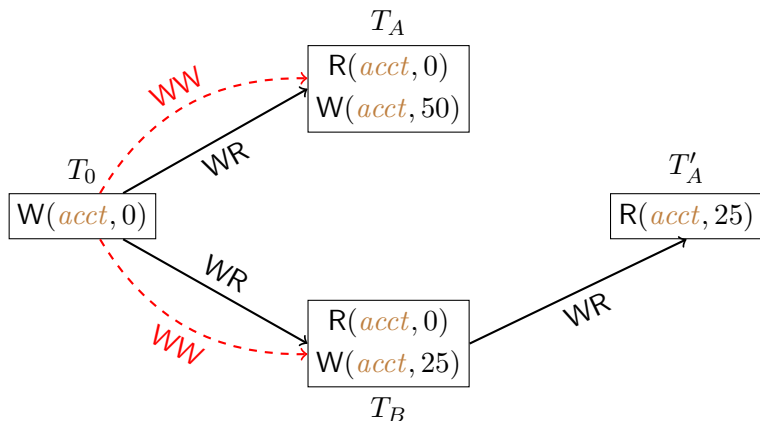 T_A
R(acct, 0)
W(acct, 50)
WW
WR
T_0
W(acct, 0)
T'_A
R(acct, 25)
WR
WW
WR
R(acct, 0)
W(acct, 25)
T_B